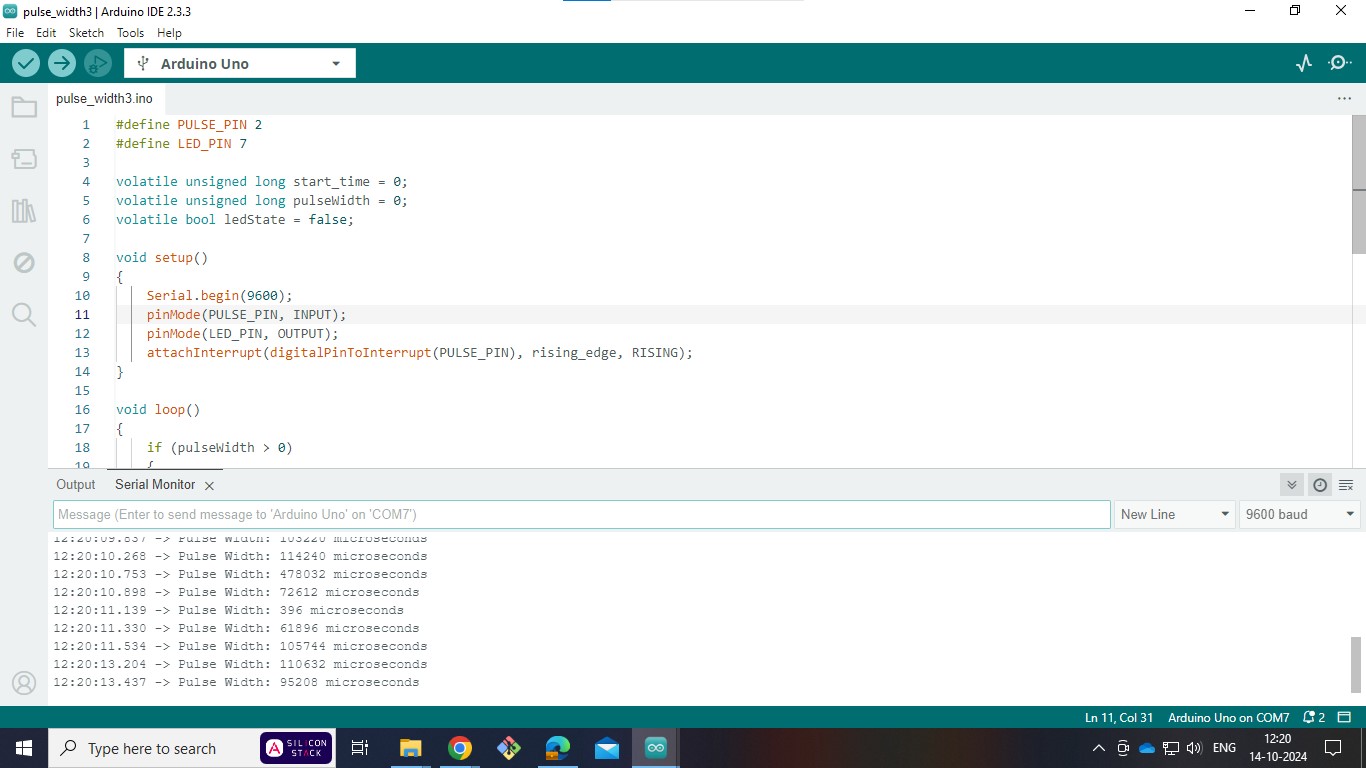 pulse_width3 | Arduino IDE 2.3.3
File Edit Sketch Tools Help
Arduino Uno
pulse_width3.ino
1 #define PULSE_PIN 2
2 #define LED_PIN 7
3
4 volatile unsigned long start_time = 0;
5 volatile unsigned long pulseWidth = 0;
6 volatile bool ledState = false;
7
8 void setup()
9 {
10 Serial.begin(9600);
11 pinMode(PULSE_PIN, INPUT);
12 pinMode(LED_PIN, OUTPUT);
13 attachInterrupt(digitalPinToInterrupt(PULSE_PIN), rising_edge, RISING);
14 }
15
16 void loop()
17 {
18 if (pulseWidth > 0)
19 {
Output Serial Monitor
Message (Enter to send message to 'Arduino Uno' on 'COM7')
New Line
9600 baud
12:20:09.837 -> Pulse Width: 103220 microseconds
12:20:10.268 -> Pulse Width: 114240 microseconds
12:20:10.753 -> Pulse Width: 478032 microseconds
12:20:10.898 -> Pulse Width: 72612 microseconds
12:20:11.139 -> Pulse Width: 396 microseconds
12:20:11.330 -> Pulse Width: 61896 microseconds
12:20:11.534 -> Pulse Width: 105744 microseconds
12:20:13.204 -> Pulse Width: 110632 microseconds
12:20:13.437 -> Pulse Width: 95208 microseconds
Ln 11, Col 31 Arduino Uno on COM7 2
Type here to search
SILICON
STACK
ENG
12:20
14-10-2024